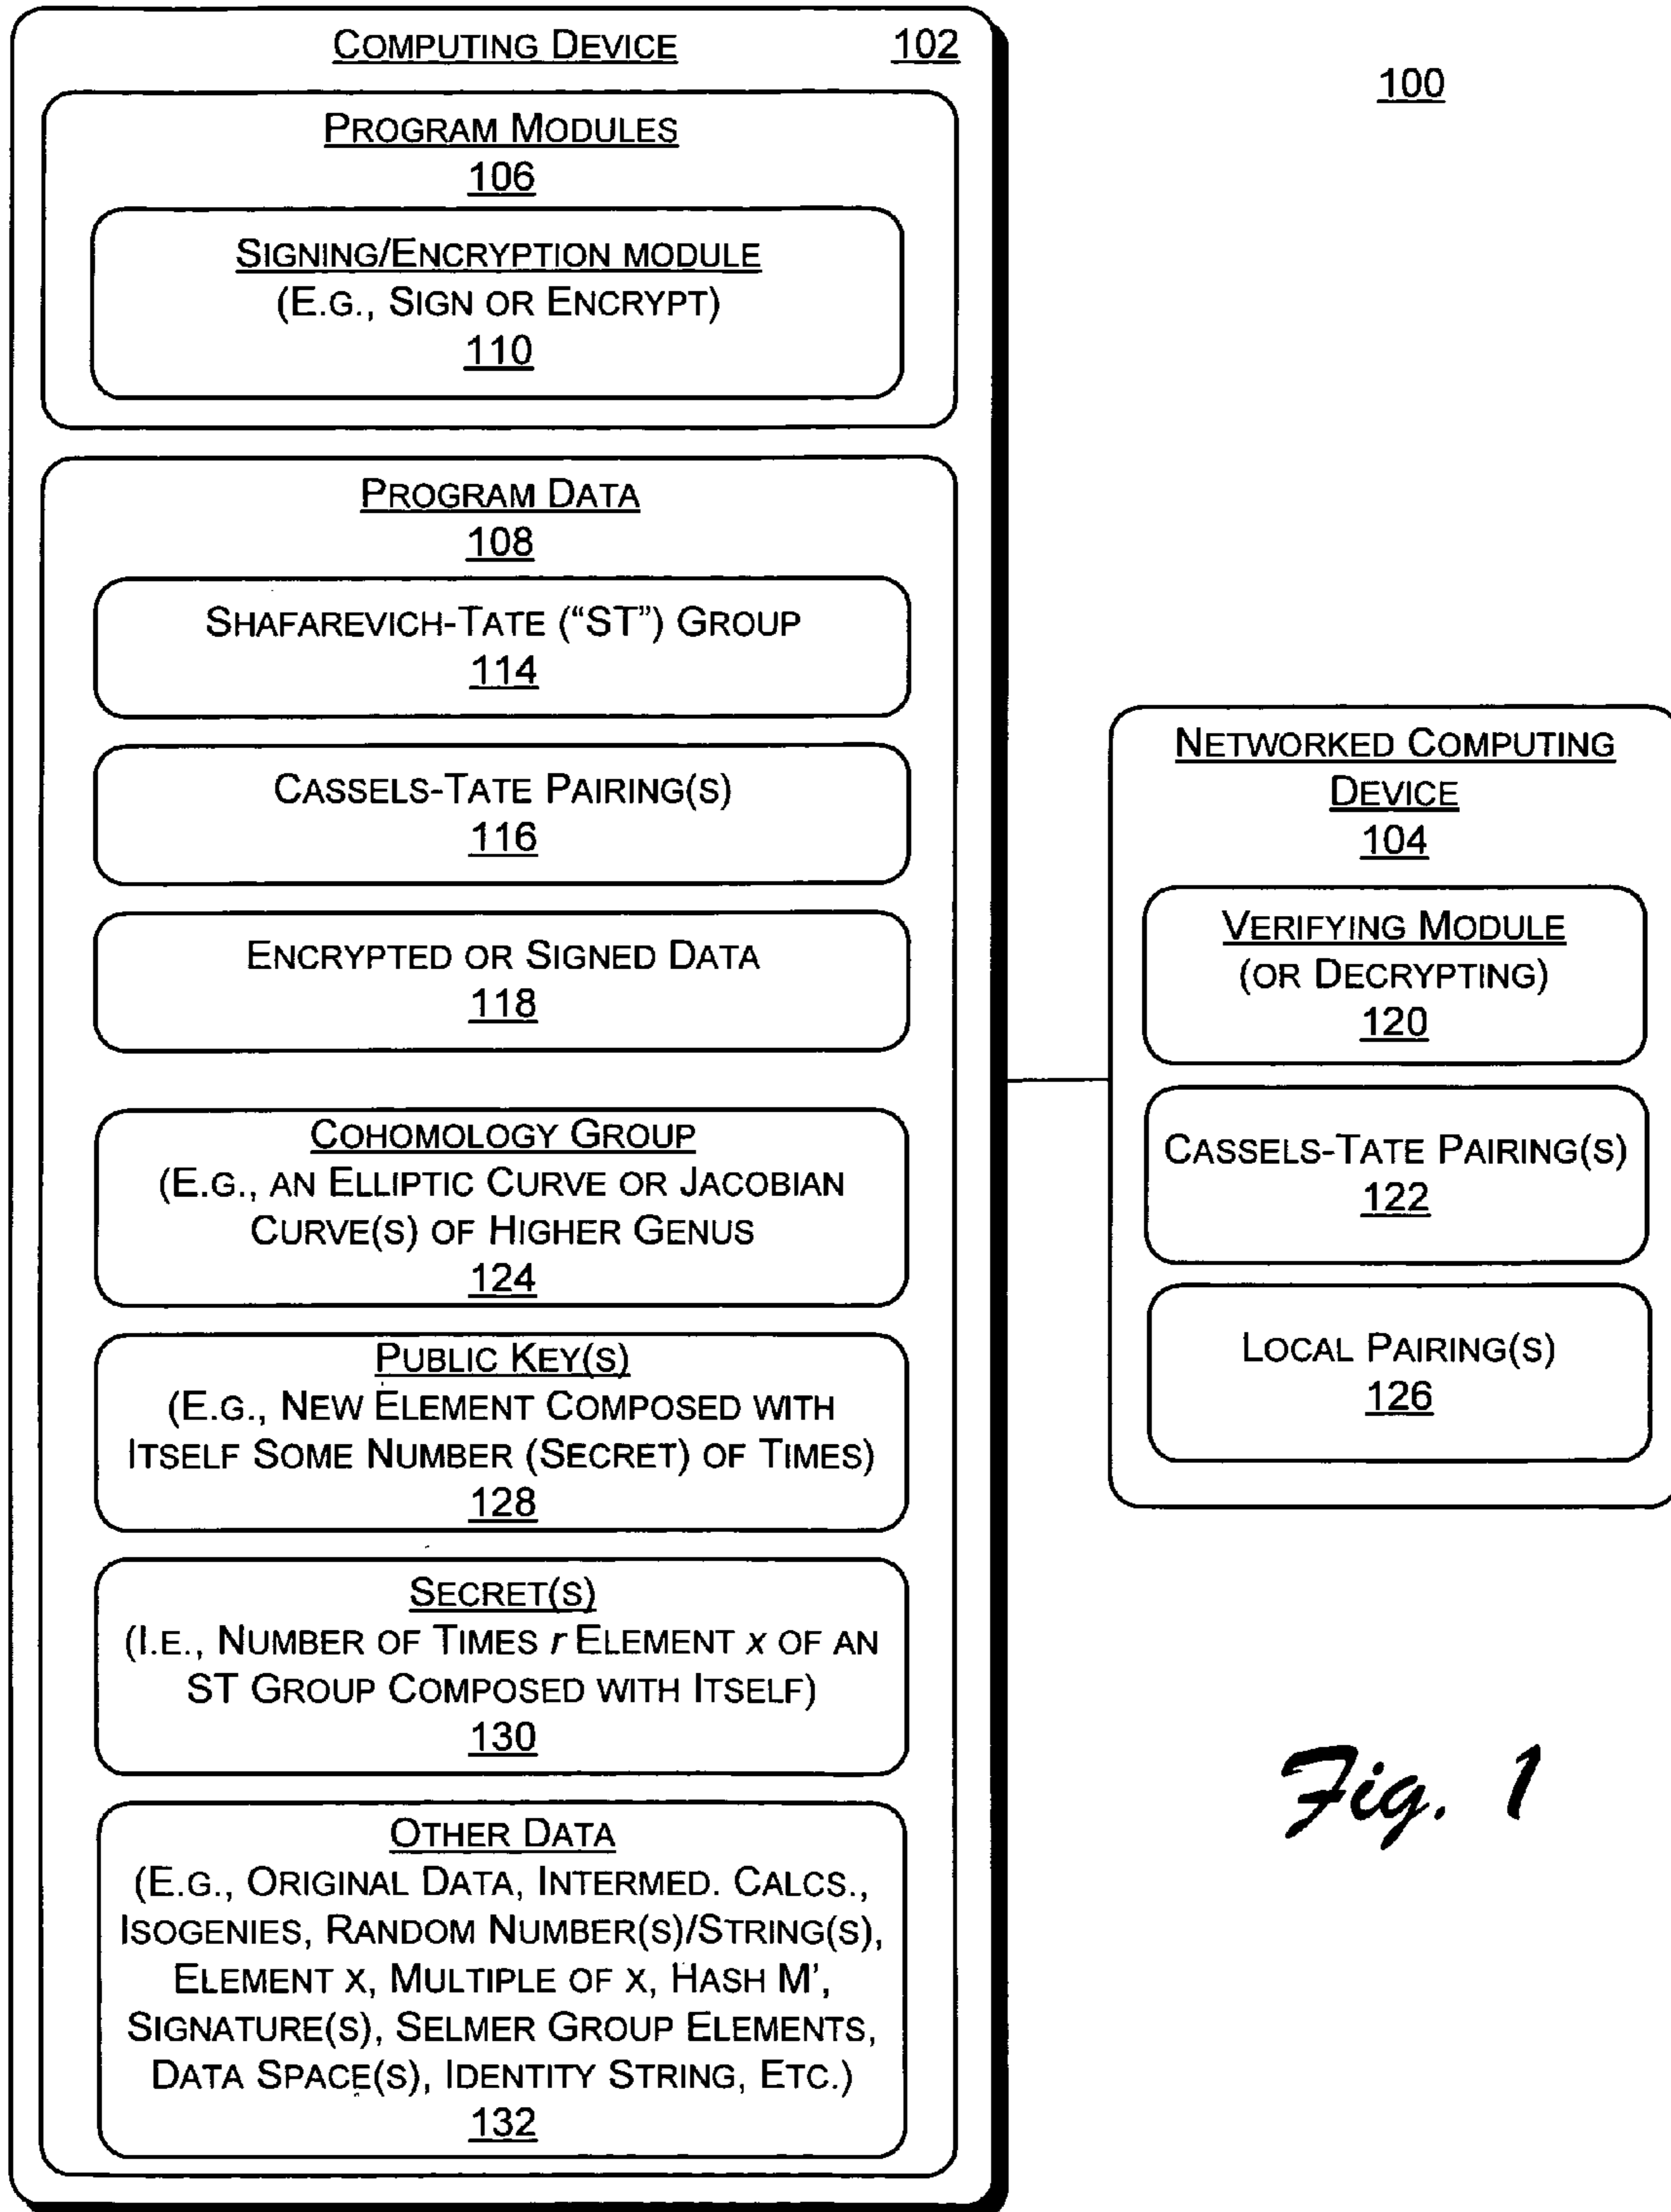 COMPUTING DEVICE 102
100
PROGRAM MODULES
106
SIGNING/ENCRYPTION MODULE
(E.G., SIGN OR ENCRYPT)
110
PROGRAM DATA
108
SHAFAREVICH-TATE (“ST”) GROUP
114
CASSELS-TATE PAIRING(S)
116
ENCRYPTED OR SIGNED DATA
118
COHOMOLOGY GROUP
(E.G., AN ELLIPTIC CURVE OR JACOBIAN
CURVE(S) OF HIGHER GENUS
124
PUBLIC KEY(S)
(E.G., NEW ELEMENT COMPOSED WITH
ITSELF SOME NUMBER (SECRET) OF TIMES)
128
SECRET(S)
(I.E., NUMBER OF TIMES r ELEMENT x OF AN
ST GROUP COMPOSED WITH ITSELF)
130
OTHER DATA
(E.G., ORIGINAL DATA, INTERMED. CALCS.,
ISOGENIES, RANDOM NUMBER(S)/STRING(S),
ELEMENT X, MULTIPLE OF X, HASH M’,
SIGNATURE(S), SELMER GROUP ELEMENTS,
DATA SPACE(S), IDENTITY STRING, ETC.)
132
NETWORKED COMPUTING
DEVICE
104
VERIFYING MODULE
(OR DECRYPTING)
120
CASSELS-TATE PAIRING(S)
122
LOCAL PAIRING(S)
126
Fig. 1